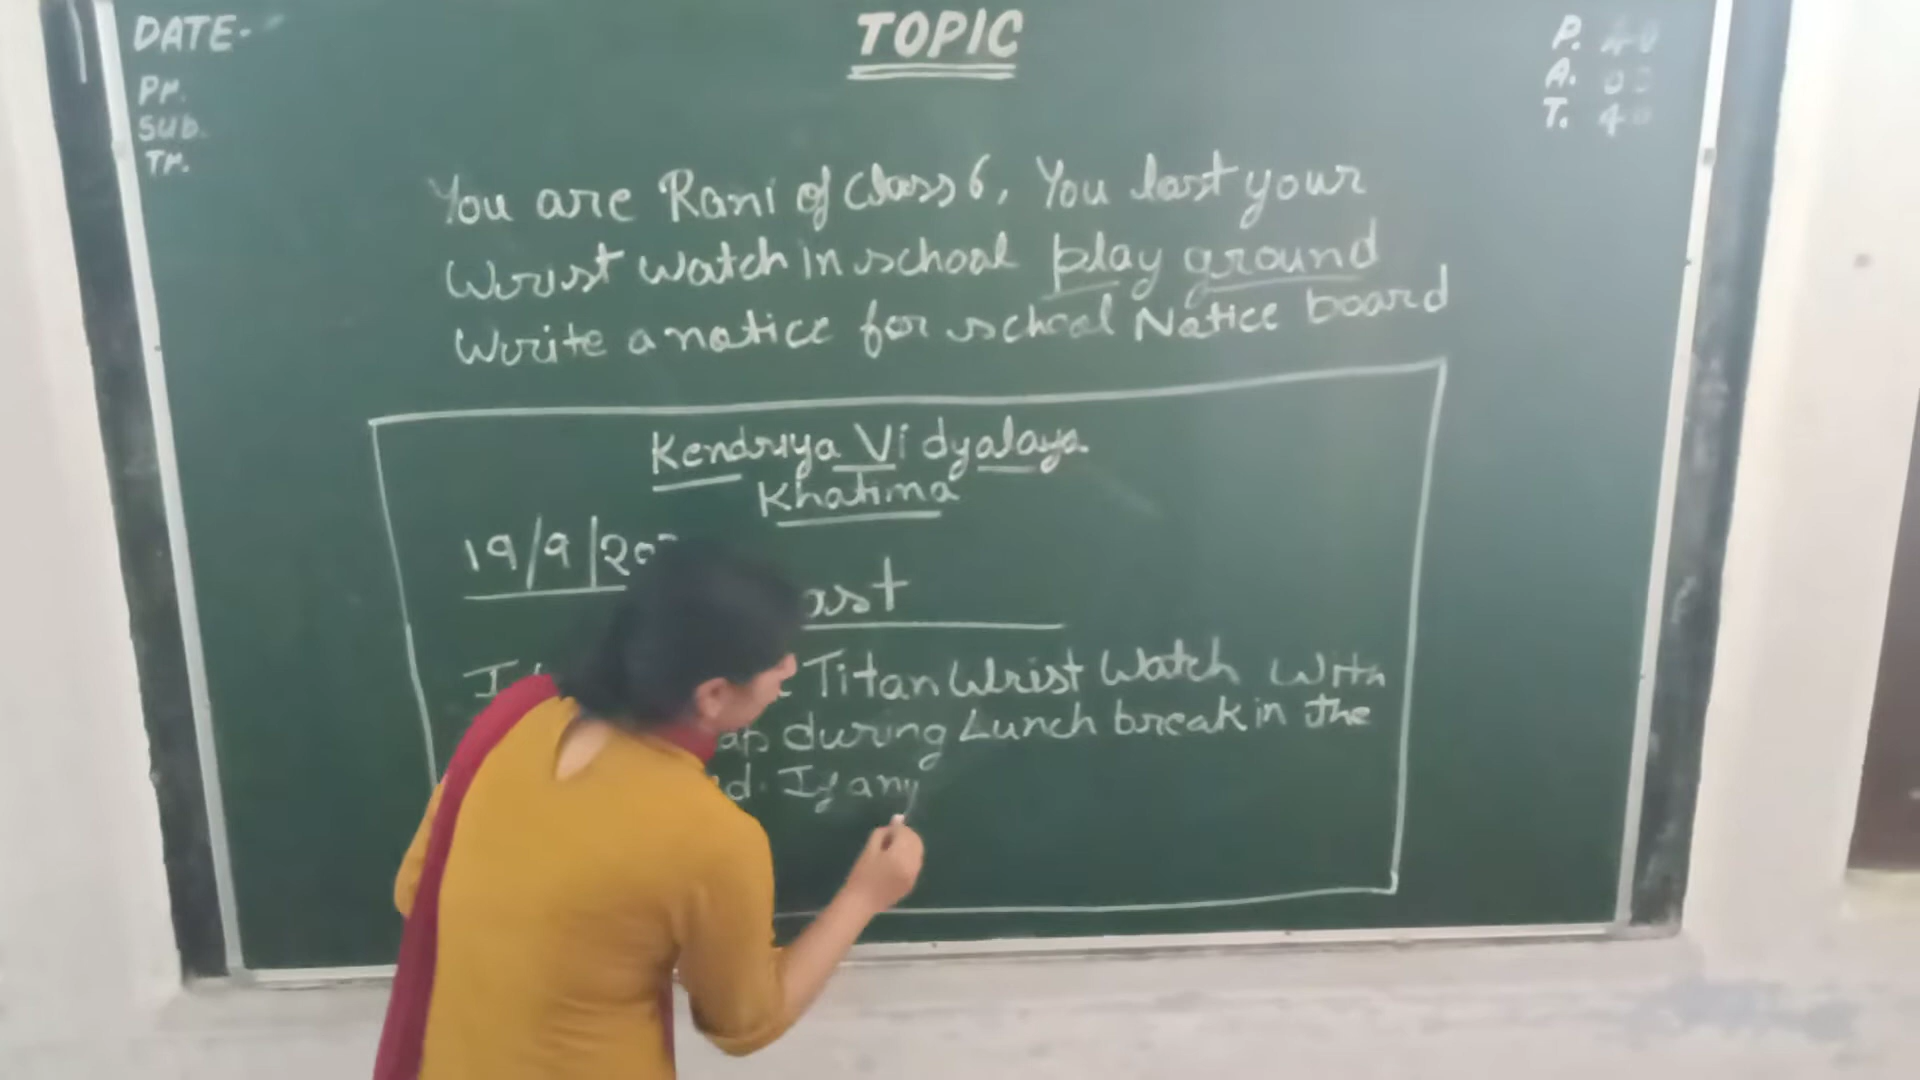 DATE-
Pr.
Sub.
Tr.
TOPIC
P. 40
A.
T.
You are Rani of class 6, You lost your
Wrist watch in school play ground
Write a notice for school Notice board
Kendriya Vidyalaya
Khatima
19/9/20
I Titan Wrist Watch With
during Lunch break in the
If any